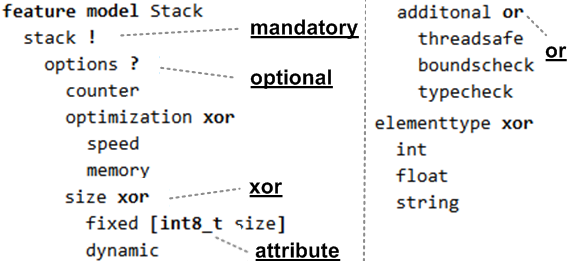 feature model Stack
stack !
mandatory
options ?
optional
counter
optimization xor
speed
memory
size xor
xor
fixed [int8_t size]
dynamic
attribute
additonal or
threadsafe
or
boundscheck
typecheck
elementtype xor
int
float
string